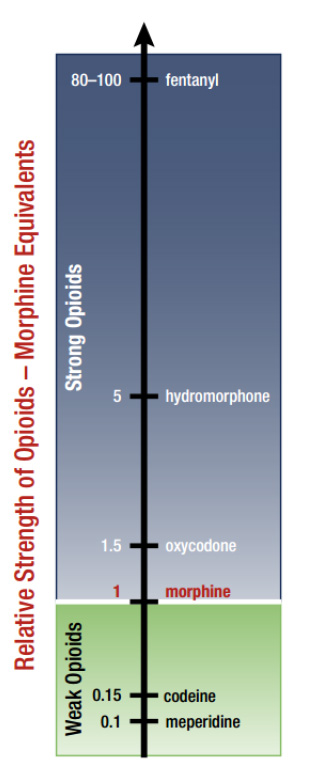 Relative Strength of Opioids – Morphine Equivalents
Strong Opioids
80–100 fentanyl
5 hydromorphone
1.5 oxycodone
1 morphine
Weak Opioids
0.15 codeine
0.1 meperidine